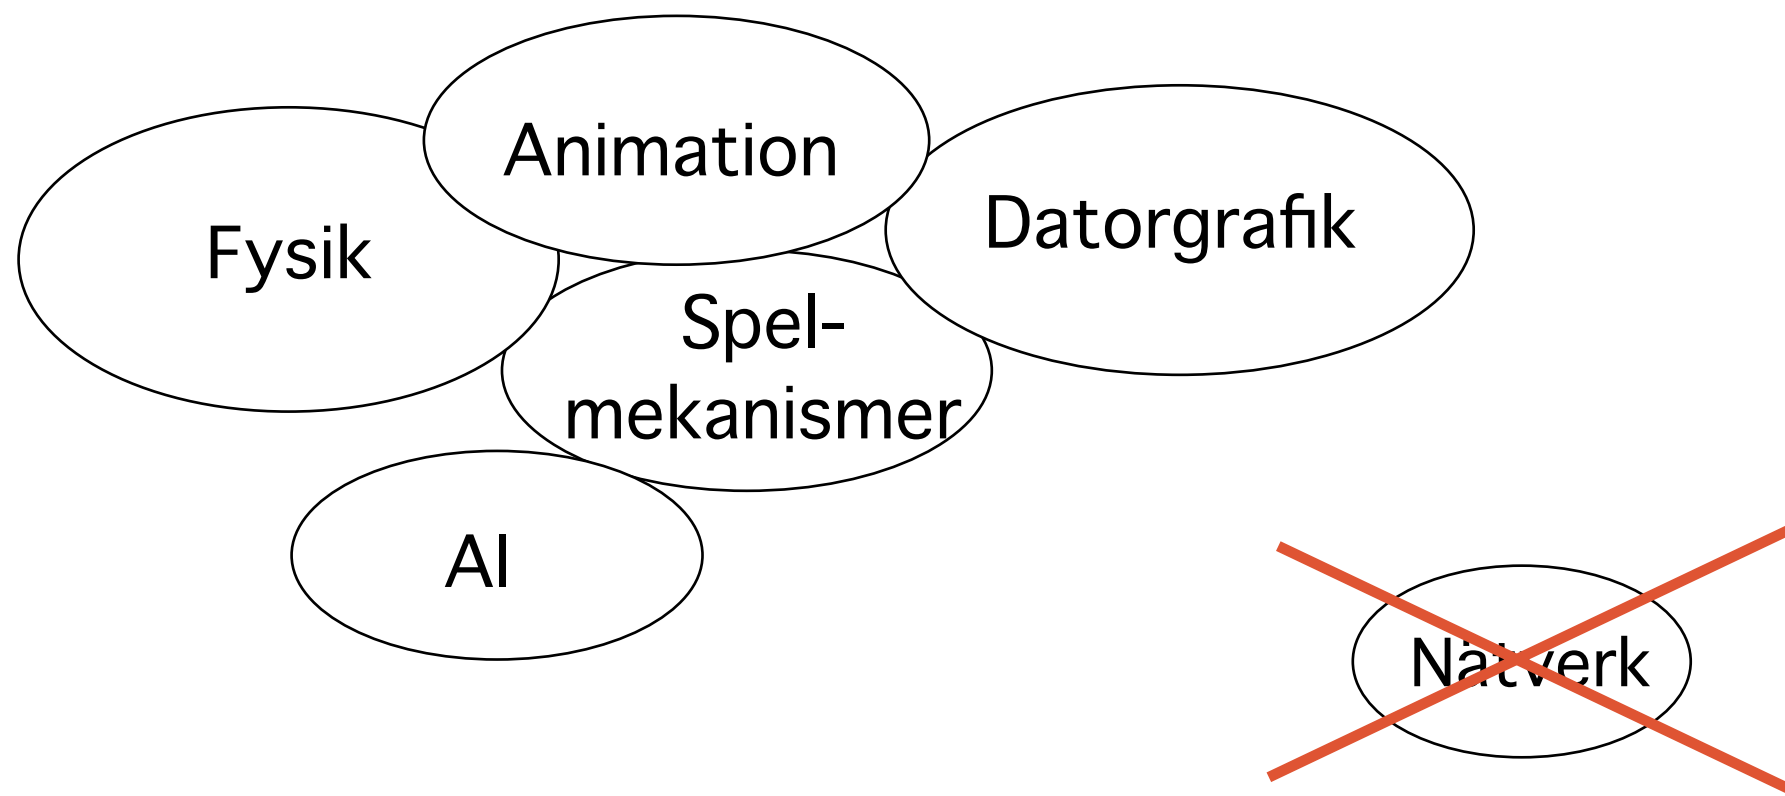 Animation
Datorgrafik
Fysik
Spel-
mekanismer
AI
Nätverk